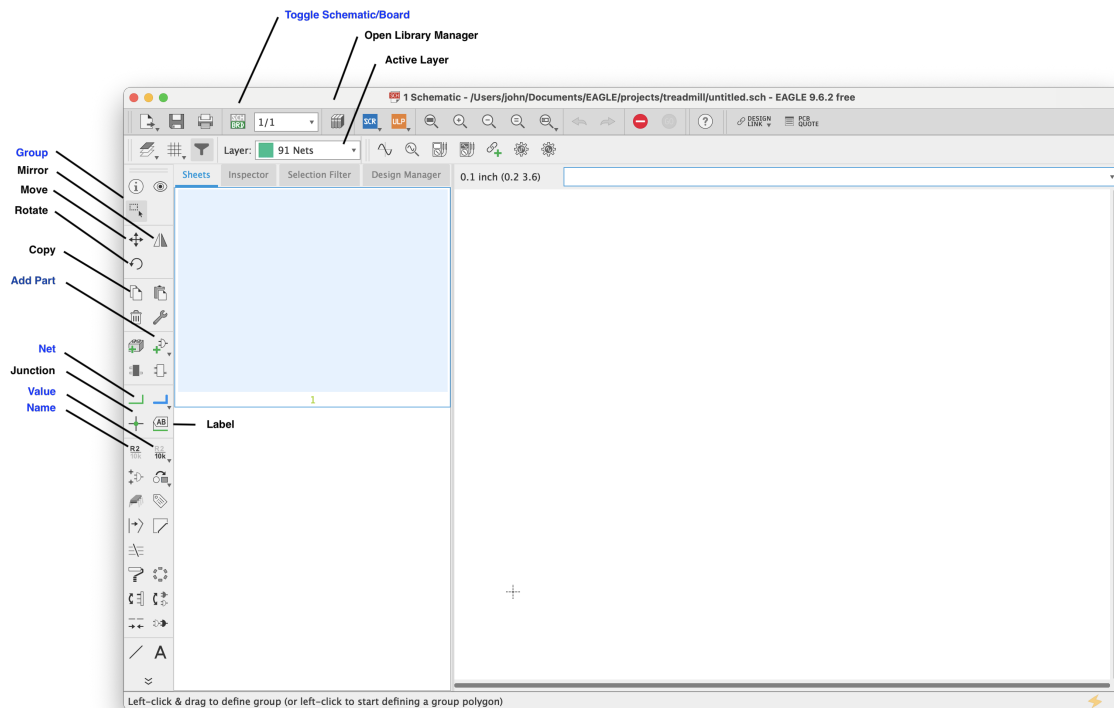 Toggle Schematic/Board
Open Library Manager
Active Layer
1 Schematic - /Users/john/Documents/EAGLE/projects/treadmill/untitled.sch - EAGLE 9.6.2 free
SCH
BRD
1/1
SCR
ULP
?
DESIGN
LINK
PCB
QUOTE
Layer:
91 Nets
Group
Mirror
Move
Rotate
Copy
Add Part
Net
Junction
Value
Name
Label
Sheets
Inspector
Selection Filter
Design Manager
0.1 inch (0.2 3.6)
1
AB
R2
10k
R2
10k
A
Left-click & drag to define group (or left-click to start defining a group polygon)